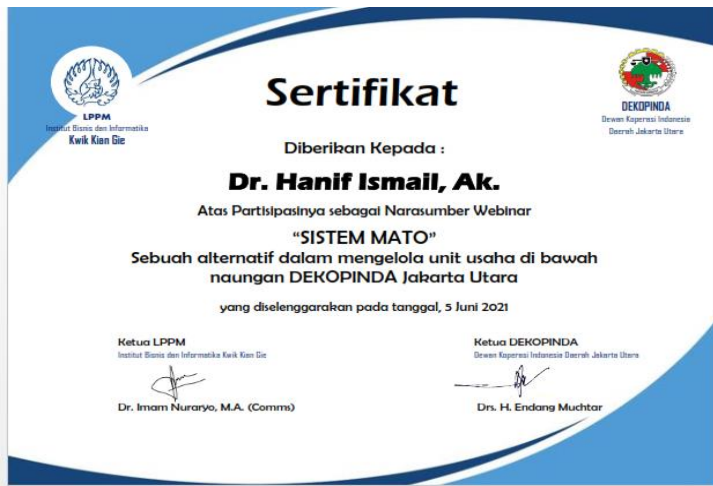 LPPM
Institut Bisnis dan Informatika
Kwik Kian Gie
DEKOPINDA
Dewan Koperasi Indonesia
Daerah Jakarta Utara
Sertifikat
Diberikan Kepada :
Dr. Hanif Ismail, Ak.
Atas Partisipasinya sebagai Narasumber Webinar
“SISTEM MATO”
Sebuah alternatif dalam mengelola unit usaha di bawah
naungan DEKOPINDA Jakarta Utara
yang diselenggarakan pada tanggal, 5 Juni 2021
Ketua LPPM
Institut Bisnis dan Informatika Kwik Kian Gie
Dr. Imam Nuraryo, M.A. (Comms)
Ketua DEKOPINDA
Dewan Koperasi Indonesia Daerah Jakarta Utara
Drs. H. Endang Muchtar